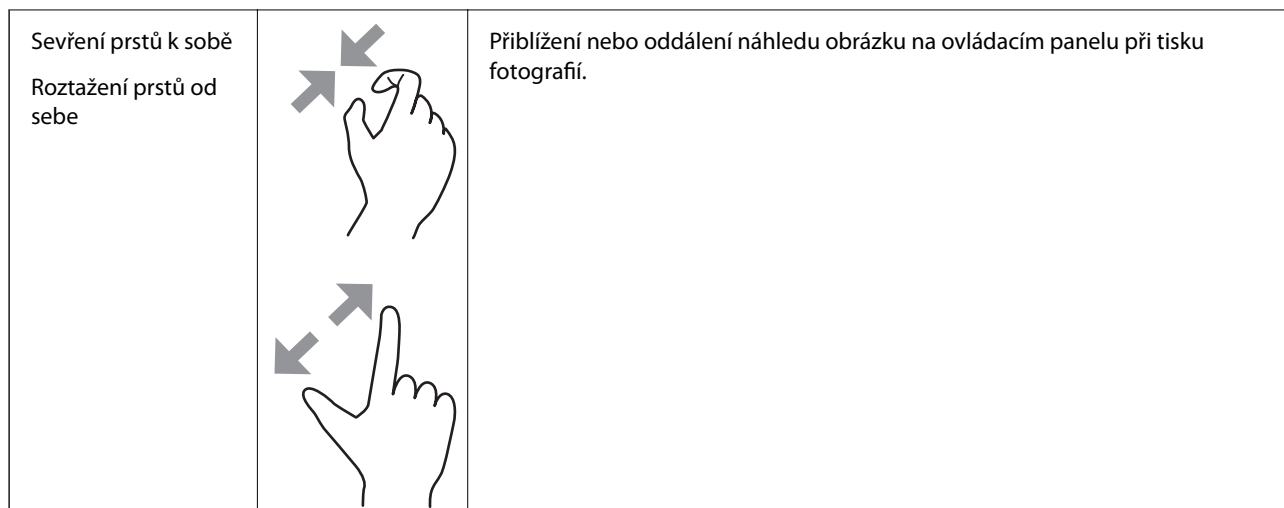 Sevření prstů k sobě
Roztažení prstů od
sebe
Přiblížení nebo oddálení náhledu obrázku na ovládacím panelu při tisku
fotografií.